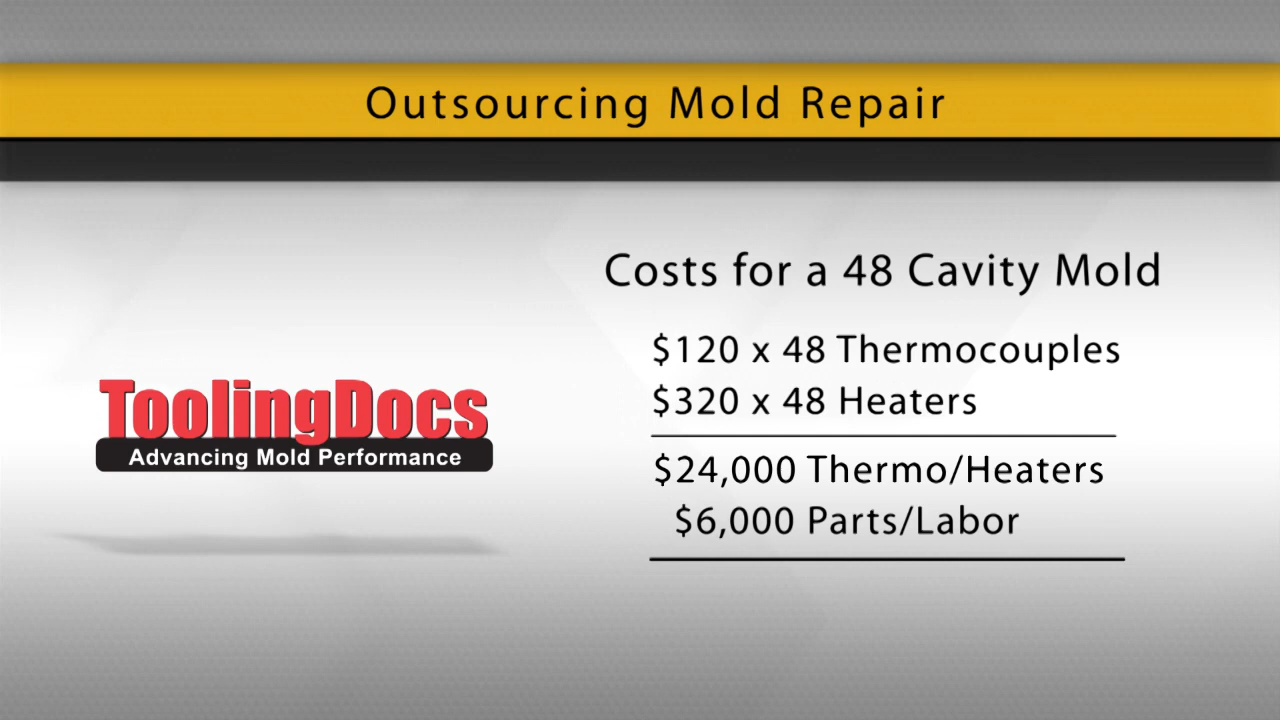 Outsourcing Mold Repair
Costs for a 48 Cavity Mold
$120 x 48 Thermocouples
$320 x 48 Heaters
$24,000 Thermo/Heaters
$6,000 Parts/Labor
ToolingDocs
Advancing Mold Performance